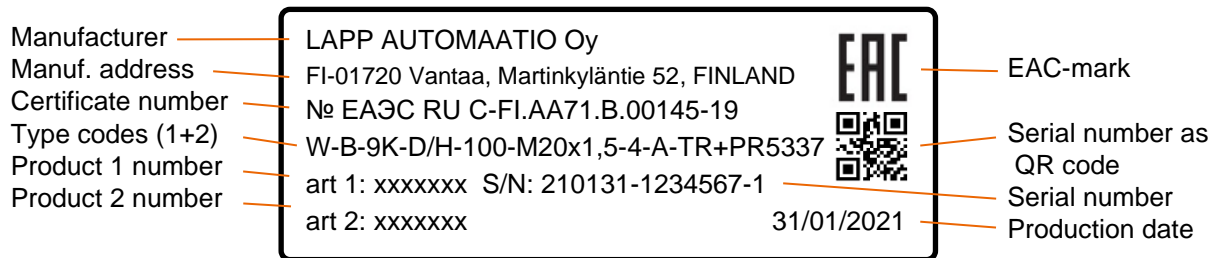 Manufacturer
Manuf. address
Certificate number
Type codes (1+2)
Product 1 number
Product 2 number
LAPP AUTOMAATIO Oy
FI-01720 Vantaa, Martinkyläntie 52, FINLAND
№ ЕАЭС RU C-FI.AA71.B.00145-19
W-B-9K-D/H-100-M20x1,5-4-A-TR+PR5337
art 1: xxxxxxx S/N: 210131-1234567-1
art 2: xxxxxxx
31/01/2021
EAC
EAC-mark
Serial number as
QR code
Serial number
Production date